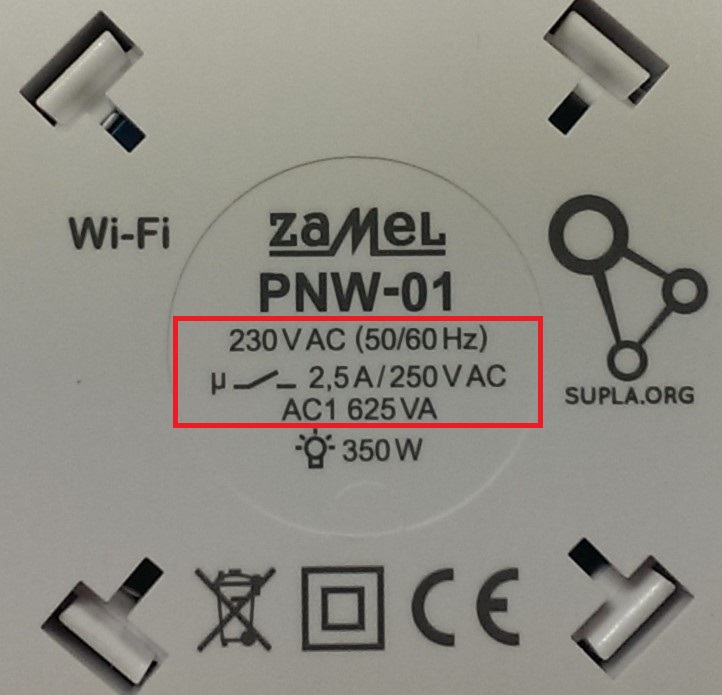 Wi-Fi
ZAMEL
PNW-01
230 V AC (50/60 Hz)
μ 2,5 A / 250 V AC
AC1 625 VA
350 W
SUPLA.ORG
CE